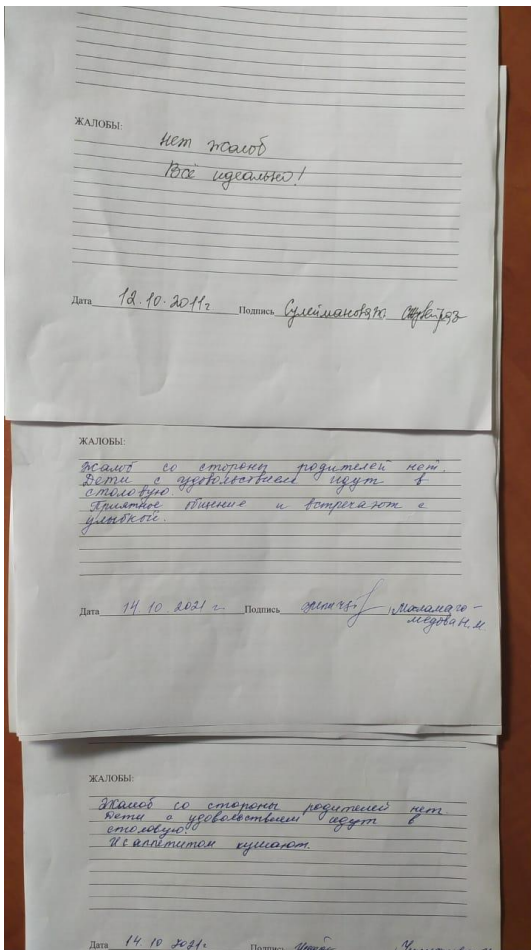 ЖАЛОБЫ:
нет жалоб
Всё идеально!
Дата 12.10.2011г Подпись
ЖАЛОБЫ:
Жалоб со стороны родителей нет.
Дети с удовольствием идут в
столовую
Приятное общение и встречают с
улыбкой.
Дата 14 10 2021 г Подпись
ЖАЛОБЫ:
Жалоб со стороны родителей нет
Дети с удовольствием идут в
столовую.
И с аппетитом кушают.
Дата 14.10 2021г. Подпись